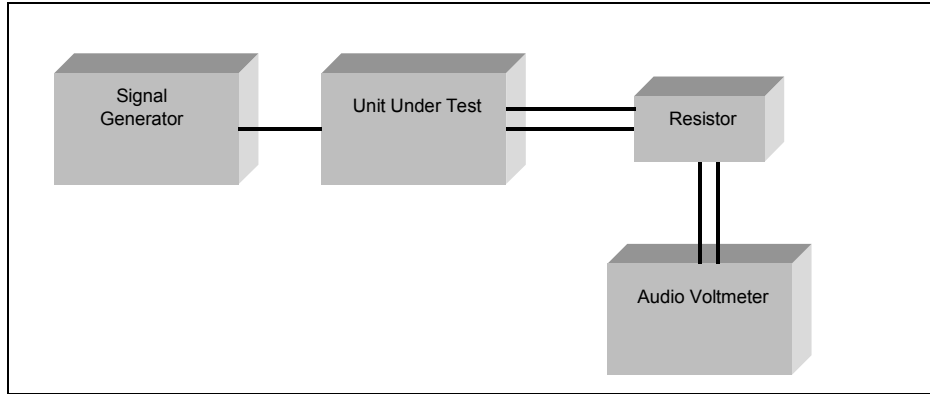 Signal
Generator
Unit Under Test
Resistor
Audio Voltmeter